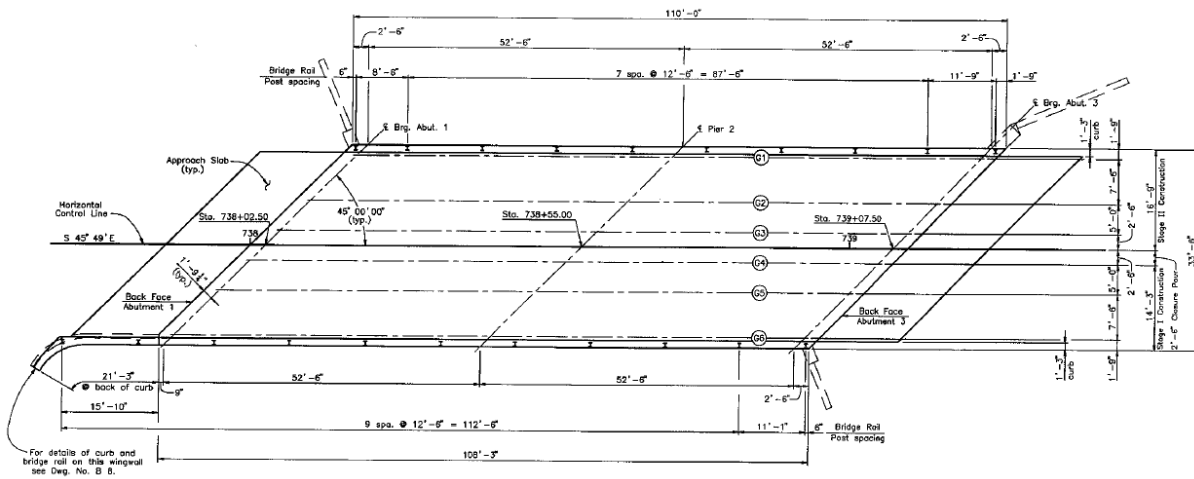 110'-0"
2'-6"
52'-6"
52'-6"
2'-6"
Bridge Rail
Post spacing
6"
8'-6"
7 spa. @ 12'-6" = 87'-6"
11'-9"
1'-9"
℄ Brg. Abut. 1
℄ Pier 2
℄ Brg. Abut. 3
1'-3"
curb
1'-9"
Approach Slab
(typ.)
G1
7'-6"
16'-9"
Stage II Construction
Horizontal
Control Line
45° 00' 00"
(typ.)
G2
Sta. 738+02.50
Sta. 738+55.00
Sta. 739+07.50
5'-0"
2'-6"
S 45° 49' E
738
G3
739
33'-6"
1'-9¾"
(typ.)
G4
2'-6"
5'-0"
Back Face
Abutment 1
G5
Back Face
Abutment 3
14'-3"
Stage I Construction
2'-6" Closure Pour
7'-6"
G6
21'-3"
@ back of curb
9"
52'-6"
52'-6"
2'-6"
1'-3"
curb
1'-9"
15'-10"
9 spa. @ 12'-6" = 112'-6"
11'-1"
6"
Bridge Rail
Post spacing
For details of curb and
bridge rail on this wingwall
see Dwg. No. B 8.
108'-3"